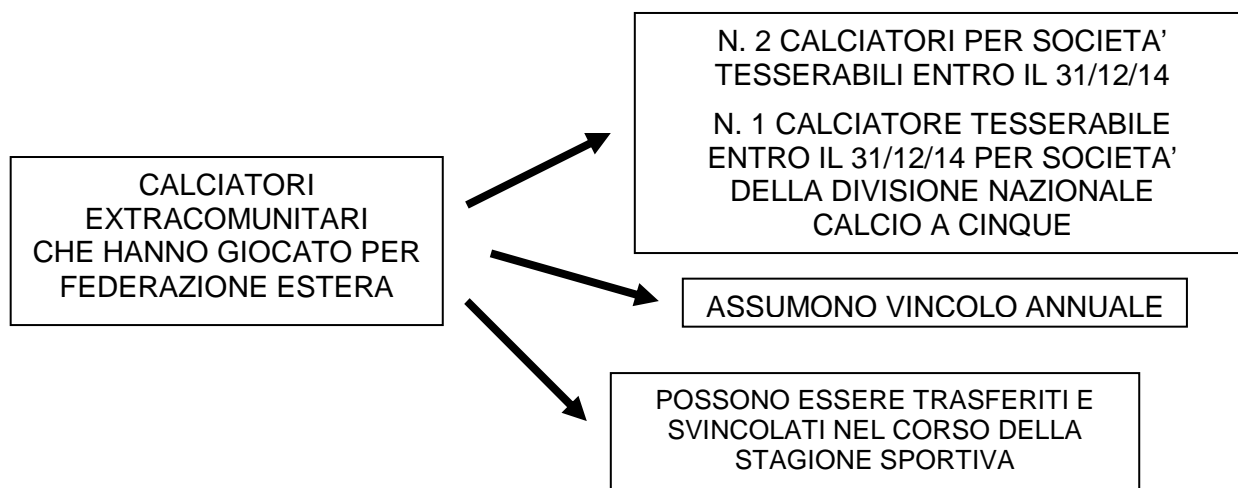 CALCIATORI
EXTRACOMUNITARI
CHE HANNO GIOCATO PER
FEDERAZIONE ESTERA
N. 2 CALCIATORI PER SOCIETA’
TESSERABILI ENTRO IL 31/12/14
N. 1 CALCIATORE TESSERABILE
ENTRO IL 31/12/14 PER SOCIETA’
DELLA DIVISIONE NAZIONALE
CALCIO A CINQUE
ASSUMONO VINCOLO ANNUALE
POSSONO ESSERE TRASFERITI E
SVINCOLATI NEL CORSO DELLA
STAGIONE SPORTIVA